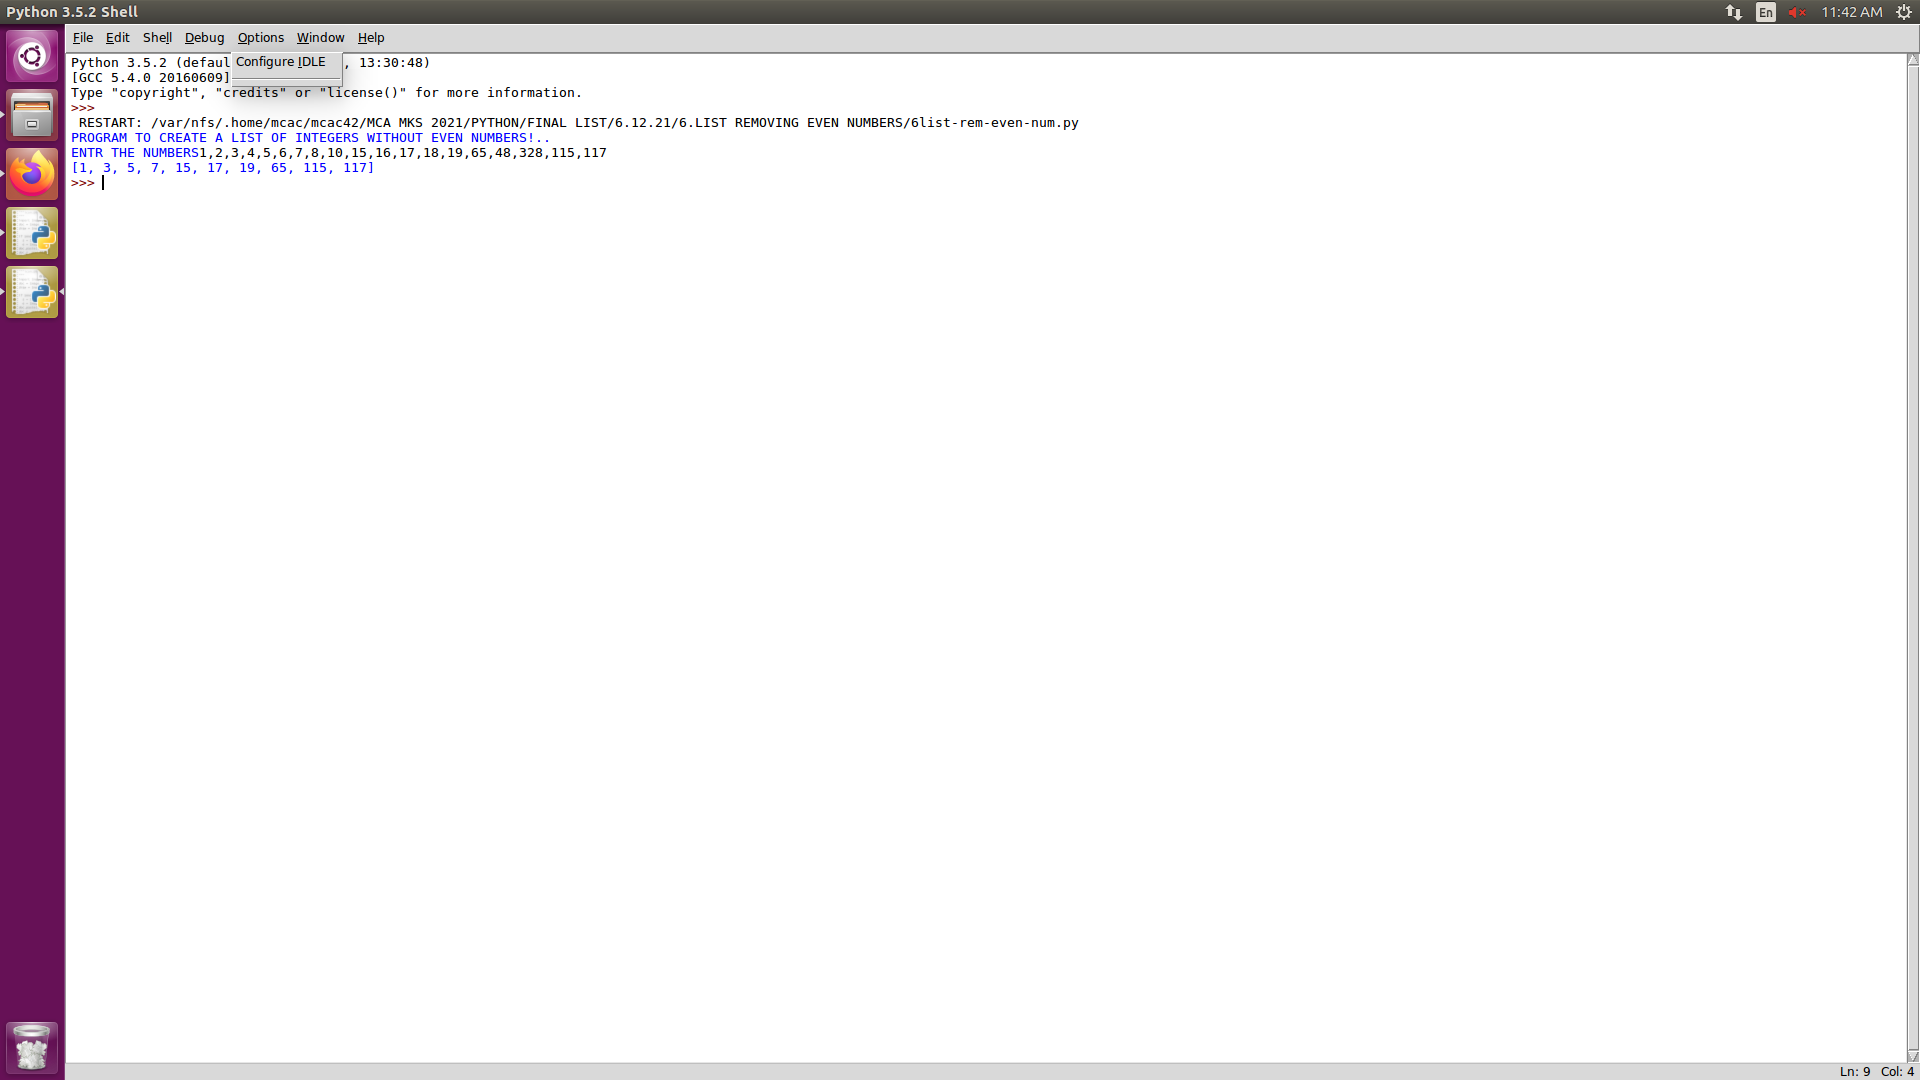 Python 3.5.2 Shell
En
11:42 AM
File Edit Shell Debug Options Window Help
Configure IDLE
Python 3.5.2 (defaul , 13:30:48)
[GCC 5.4.0 20160609]
Type "copyright", "credits" or "license()" for more information.
>>>
RESTART: /var/nfs/.home/mcac/mcac42/MCA MKS 2021/PYTHON/FINAL LIST/6.12.21/6.LIST REMOVING EVEN NUMBERS/6list-rem-even-num.py
PROGRAM TO CREATE A LIST OF INTEGERS WITHOUT EVEN NUMBERS!..
ENTR THE NUMBERS1,2,3,4,5,6,7,8,10,15,16,17,18,19,65,48,328,115,117
[1, 3, 5, 7, 15, 17, 19, 65, 115, 117]
>>>
Ln: 9 Col: 4